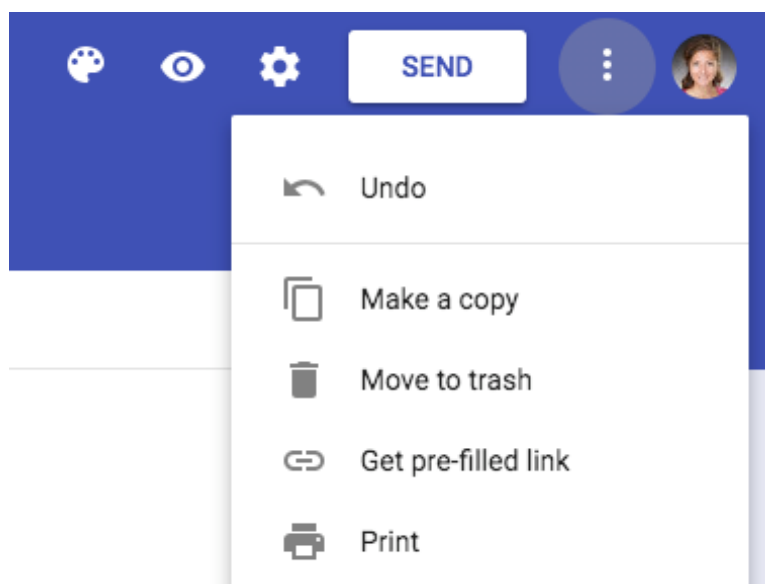 SEND
Undo
Make a copy
Move to trash
Get pre-filled link
Print